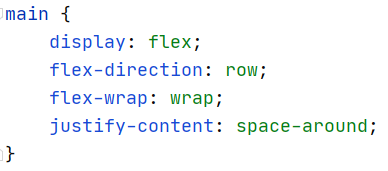 main {
    display: flex;
    flex-direction: row;
    flex-wrap: wrap;
    justify-content: space-around;
}